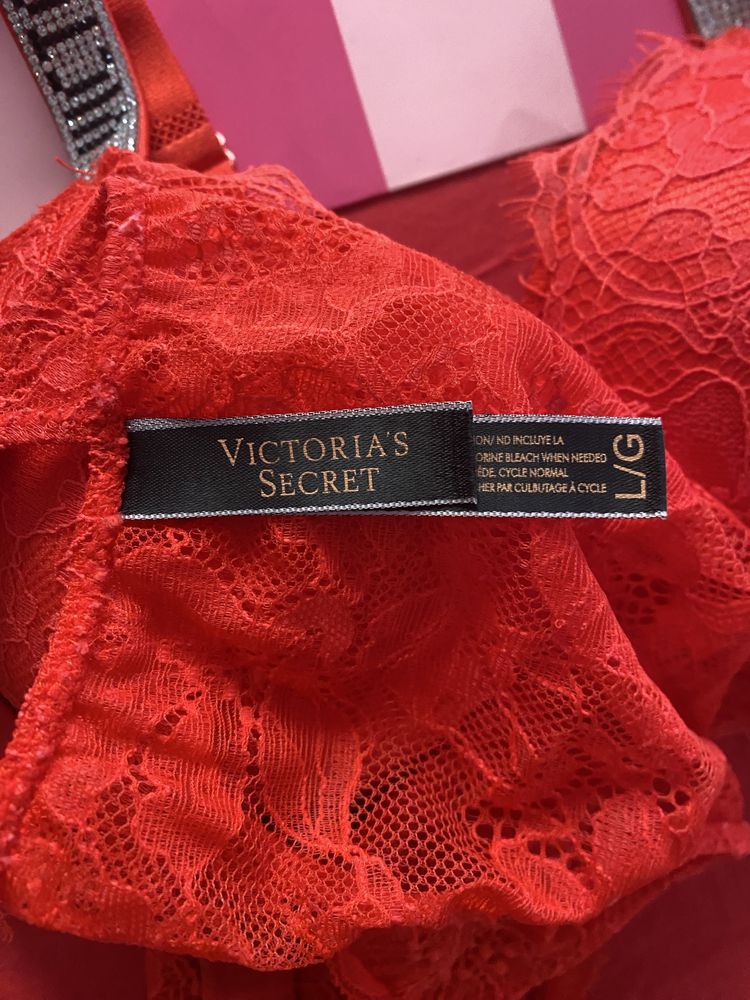 VICTORIA'S
SECRET
ION/ ND INCLUYE LA
ORINE BLEACH WHEN NEEDED
ÈDE. CYCLE NORMAL
HER PAR CULBUTAGE À CYCLE
L/G